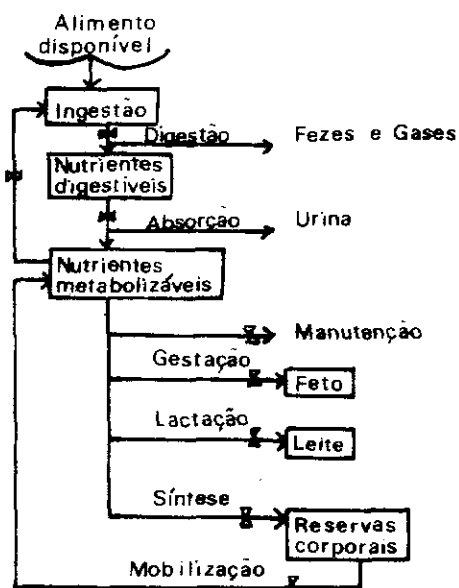 Alimento
disponível
Ingestão
Digestão Fezes e Gases
Nutrientes
digestíveis
Absorção Urina
Nutrientes
metabolizáveis
Manutenção
Gestação
Feto
Lactação
Leite
Síntese
Reservas
corporais
Mobilização